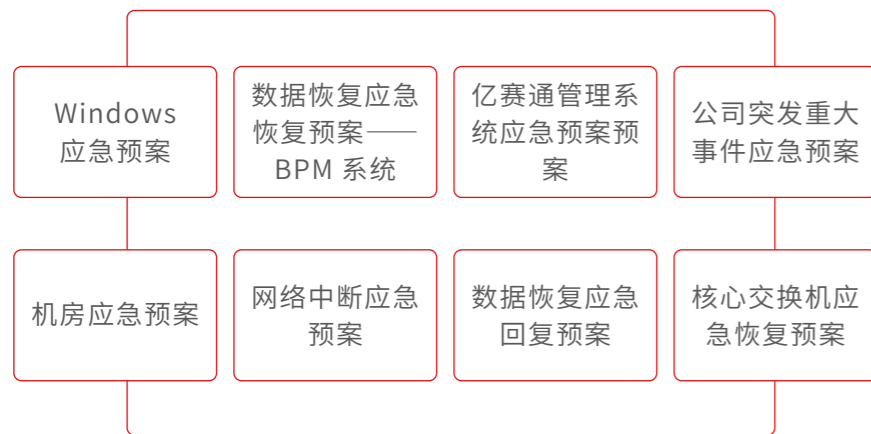 Windows
应急预案
数据恢复应急
恢复预案——
BPM 系统
亿赛通管理系
统应急预案预
案
公司突发重大
事件应急预案
机房应急预案
网络中断应急
预案
数据恢复应急
回复预案
核心交换机应
急恢复预案